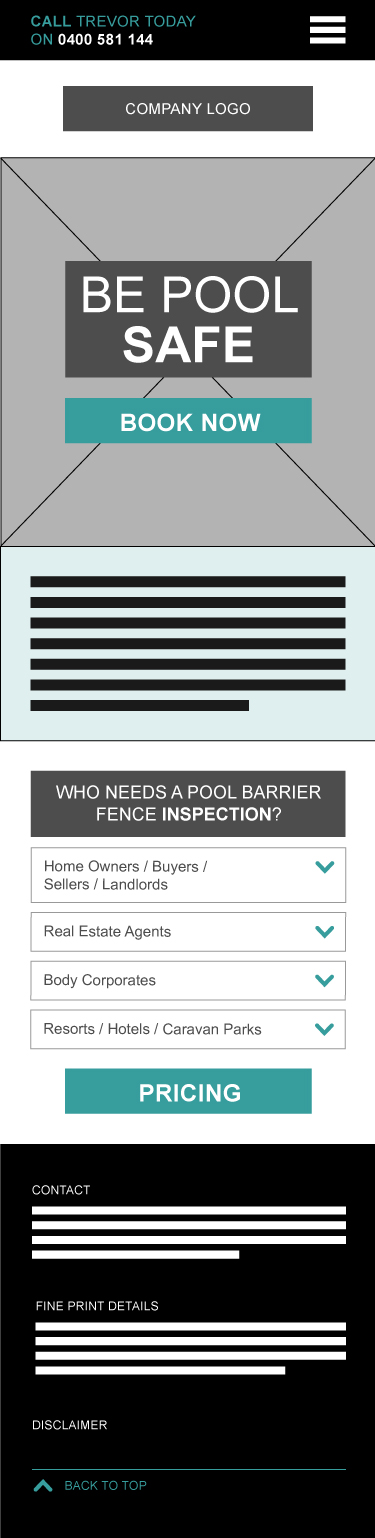 CALL TREVOR TODAY
ON 0400 581 144
COMPANY LOGO
BE POOL
SAFE
BOOK NOW
WHO NEEDS A POOL BARRIER
FENCE INSPECTION?
Home Owners / Buyers /
Sellers / Landlords
Real Estate Agents
Body Corporates
Resorts / Hotels / Caravan Parks
PRICING
CONTACT
FINE PRINT DETAILS
DISCLAIMER
BACK TO TOP